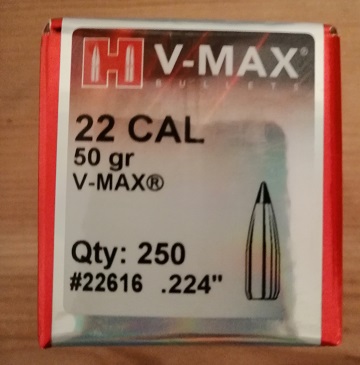 H V-MAX®
BULLETS
22 CAL
50 gr
V-MAX®
Qty: 250
#22616 .224"